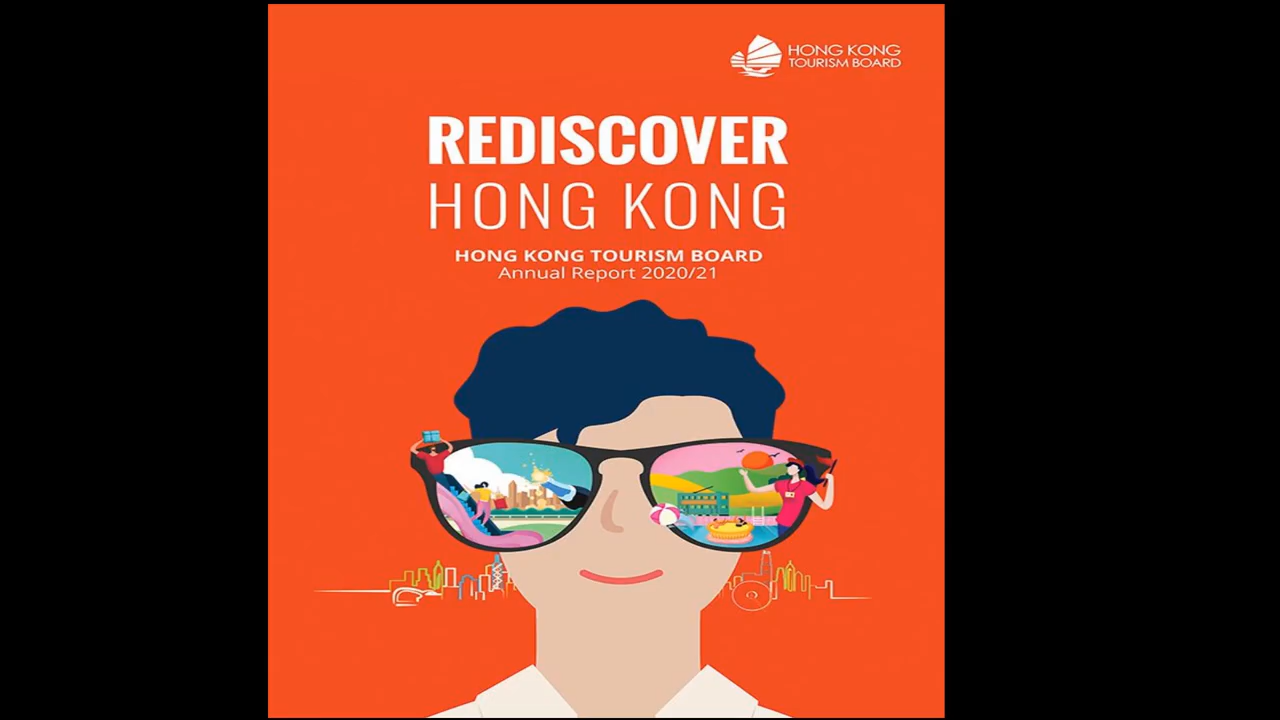 HONG KONG
TOURISM BOARD
REDISCOVER
HONG KONG
HONG KONG TOURISM BOARD
Annual Report 2020/21